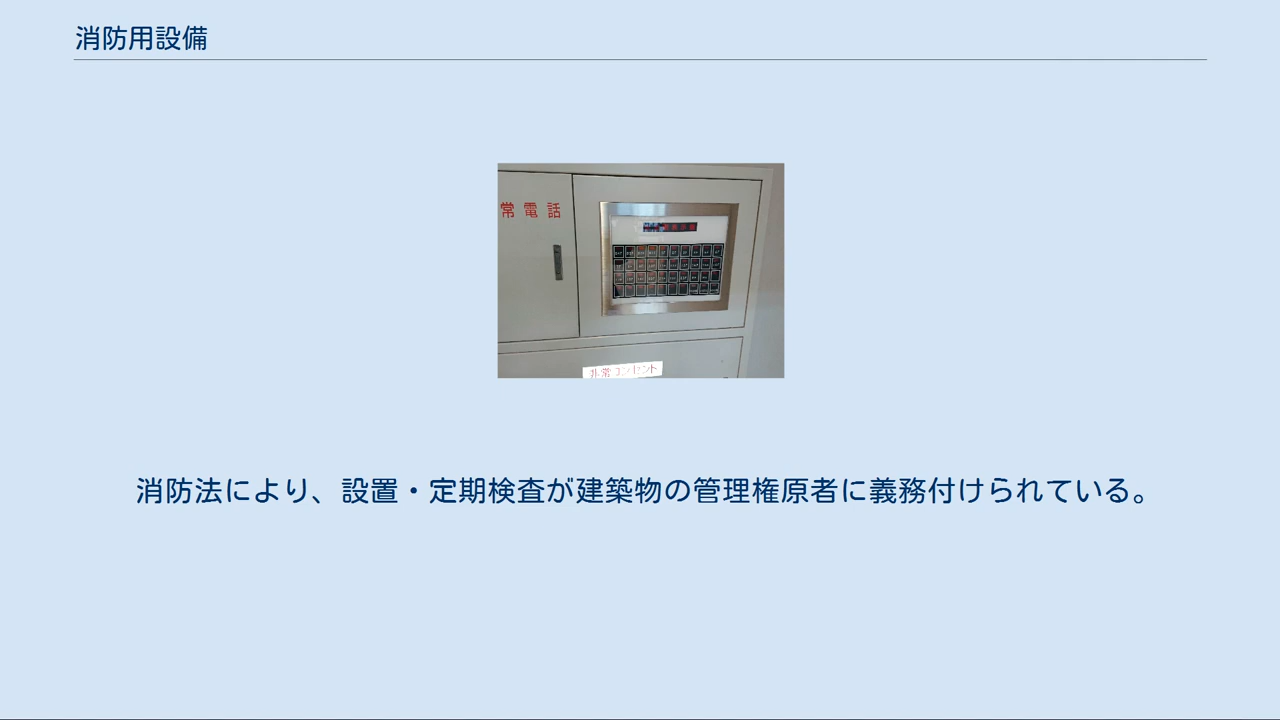 消防用設備
常電話
非常コンセント
消防法により、設置・定期検査が建築物の管理権原者に義務付けられている。